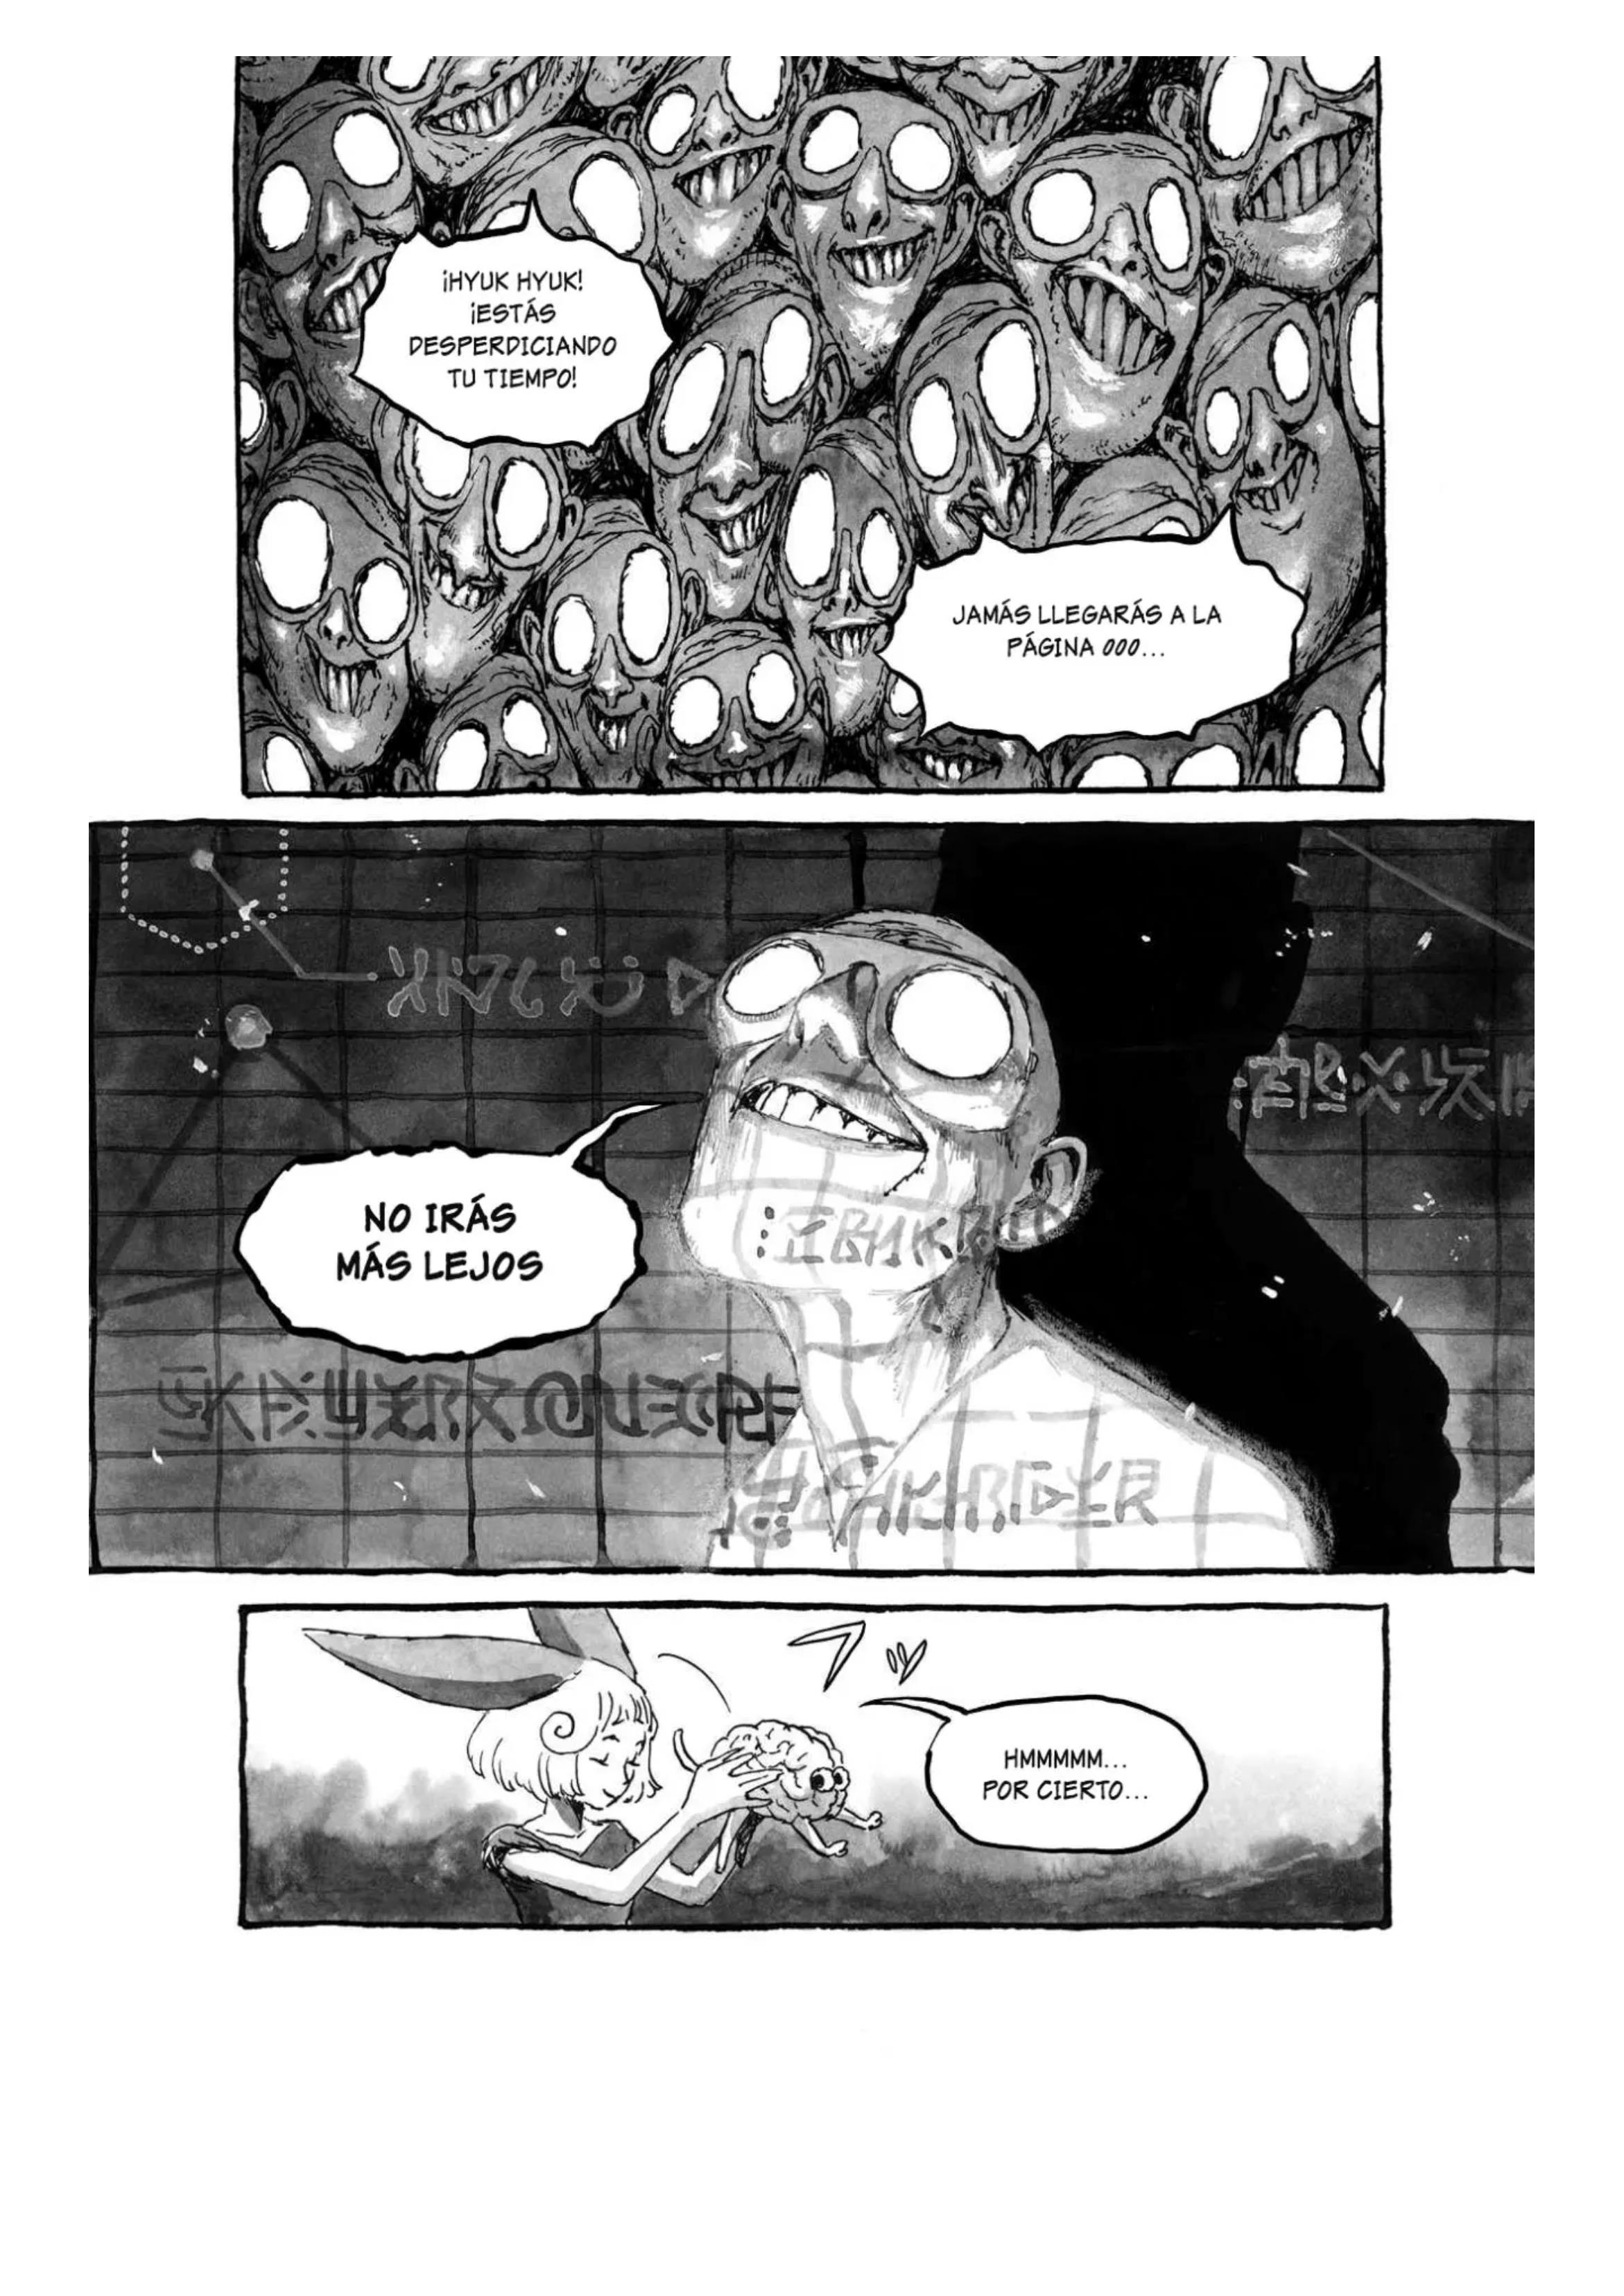 ¡HYUK HYUK!
¡ESTÁS
DESPERDICIANDO
TU TIEMPO!
JAMÁS LLEGARÁS A LA
PÁGINA 000...
NO IRÁS
MÁS LEJOS
HMMMMM...
POR CIERTO...